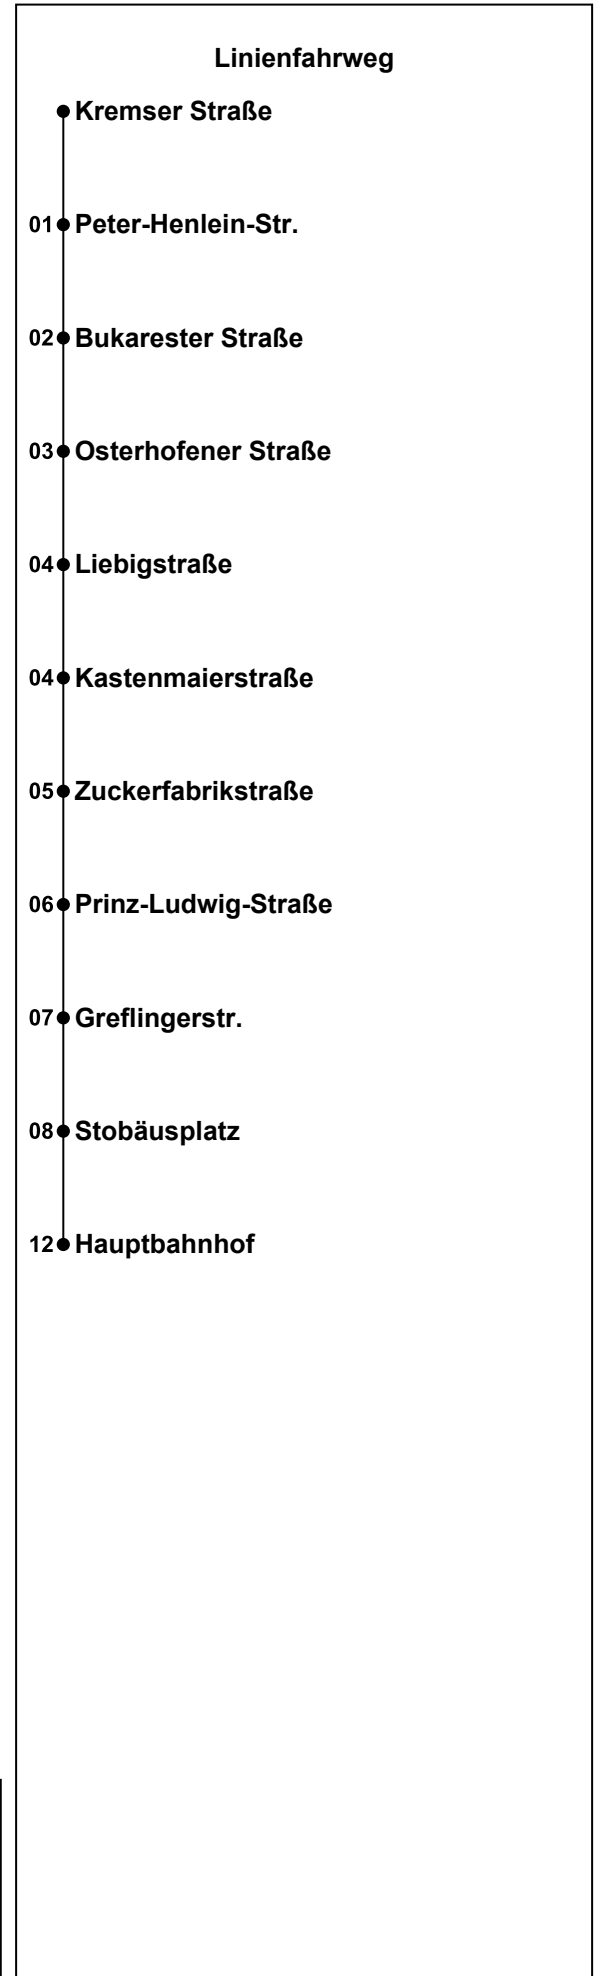 Linienfahrweg
Kremser Straße
01 Peter-Henlein-Str.
02 Bukarester Straße
03 Osterhofener Straße
04 Liebigstraße
04 Kastenmaierstraße
05 Zuckerfabrikstraße
06 Prinz-Ludwig-Straße
07 Greflingerstr.
08 Stobäusplatz
12 Hauptbahnhof